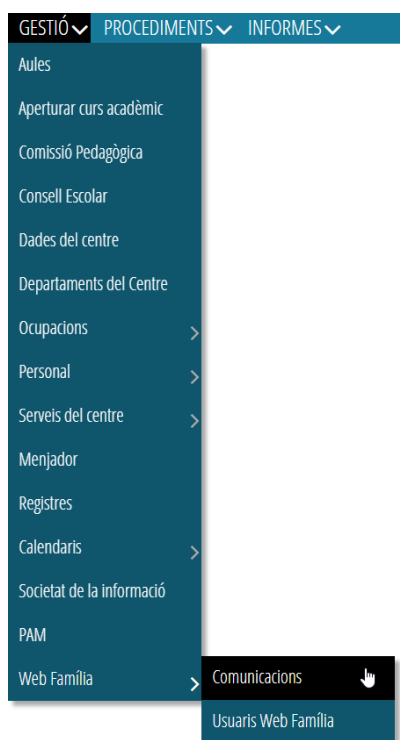 GESTIÓ PROCEDIMENTS INFORMES
Aules
Aperturar curs acadèmic
Comissió Pedagògica
Consell Escolar
Dades del centre
Departaments del Centre
Ocupacions
Personal
Serveis del centre
Menjador
Registres
Calendaris
Societat de la informació
PAM
Web Família Comunicacions
Usuaris Web Família